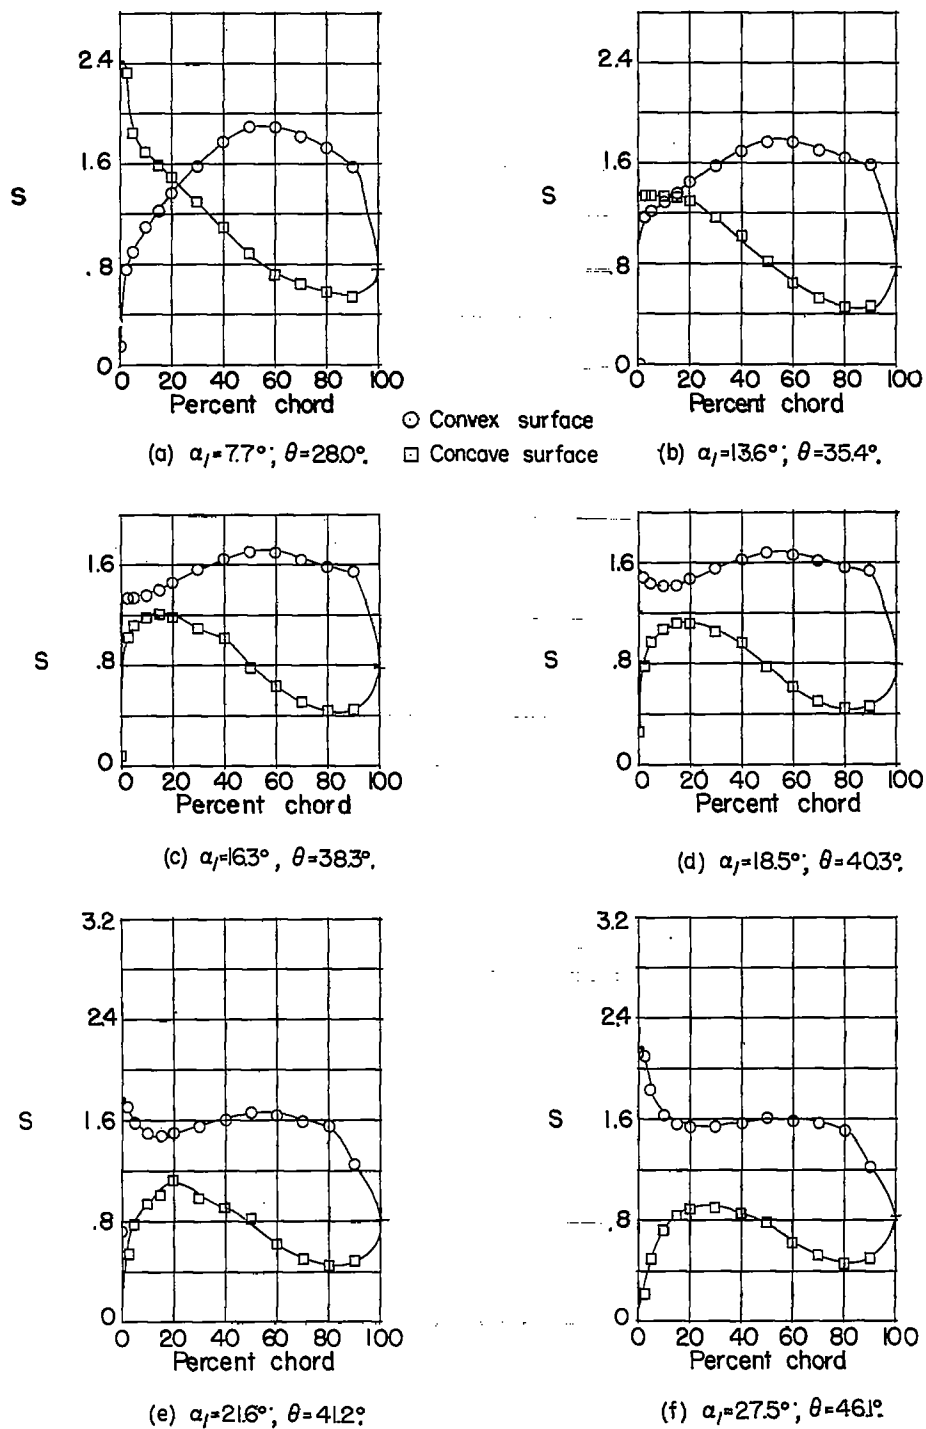 2.4
1.6
S
.8
0
0 20 40 60 80 100
Percent chord
(a) α₁=7.7°; θ=28.0°.
2.4
1.6
S
.8
0
0 20 40 60 80 100
Percent chord
(b) α₁=13.6°; θ=35.4°.
Convex surface
Concave surface
1.6
S
.8
0
0 20 40 60 80 100
Percent chord
(c) α₁=16.3°, θ=38.3°.
1.6
S
.8
0
0 20 40 60 80 100
Percent chord
(d) α₁=18.5°; θ=40.3°.
3.2
2.4
S
1.6
.8
0
0 20 40 60 80 100
Percent chord
(e) α₁=21.6°; θ=41.2°.
3.2
2.4
S
1.6
.8
0
0 20 40 60 80 100
Percent chord
(f) α₁=27.5°; θ=46.1°.